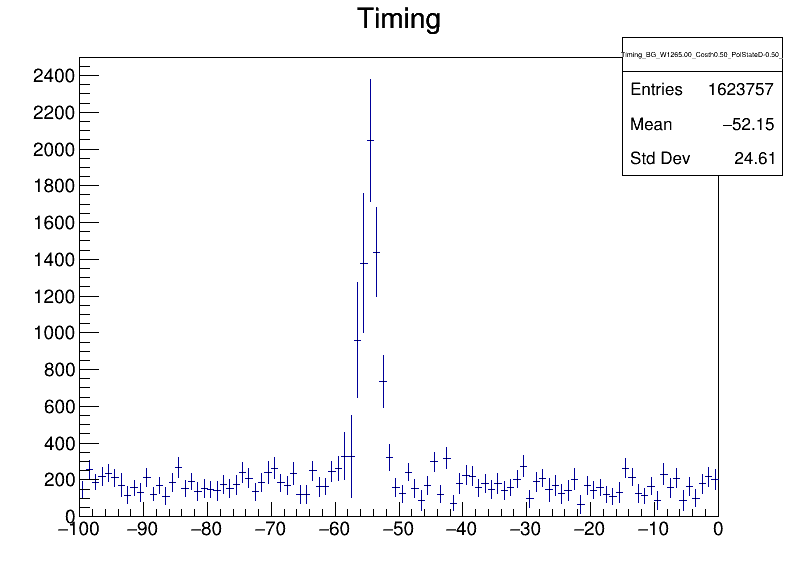 Timing
Timing_BG_W1265.00_Costh0.50_PolStateD-0.50_
Entries 1623757
Mean −52.15
Std Dev 24.61
2400
2200
2000
1800
1600
1400
1200
1000
800
600
400
200
0
−100 −90 −80 −70 −60 −50 −40 −30 −20 −10 0